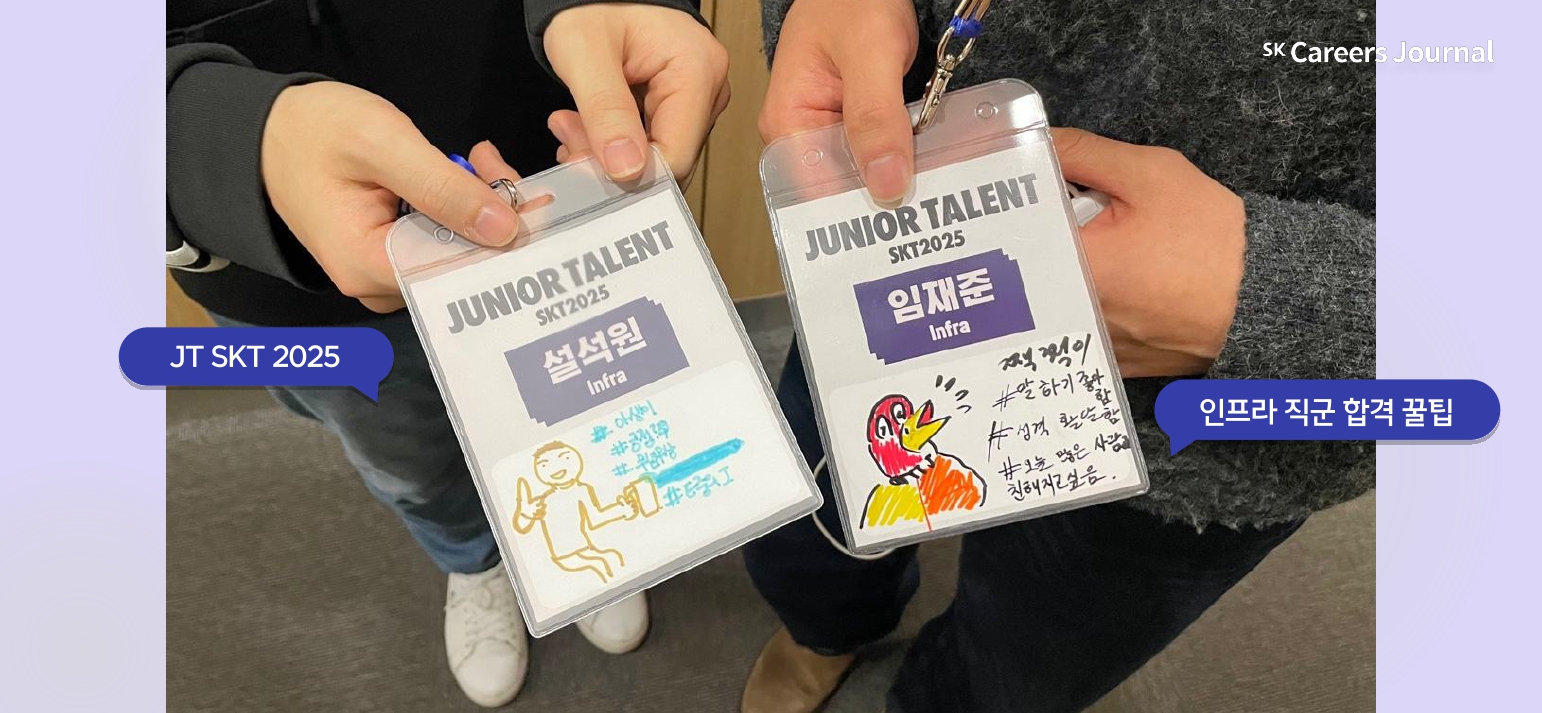 SK Careers Journal
JUNIOR TALENT
SKT2025
설석원
Infra
JUNIOR TALENT
SKT2025
임재준
Infra
짹짹이
#말하기 좋아함
#성격 활발함
#오늘 많은 사람과
친해지고싶음.
JT SKT 2025
인프라 직군 합격 꿀팁